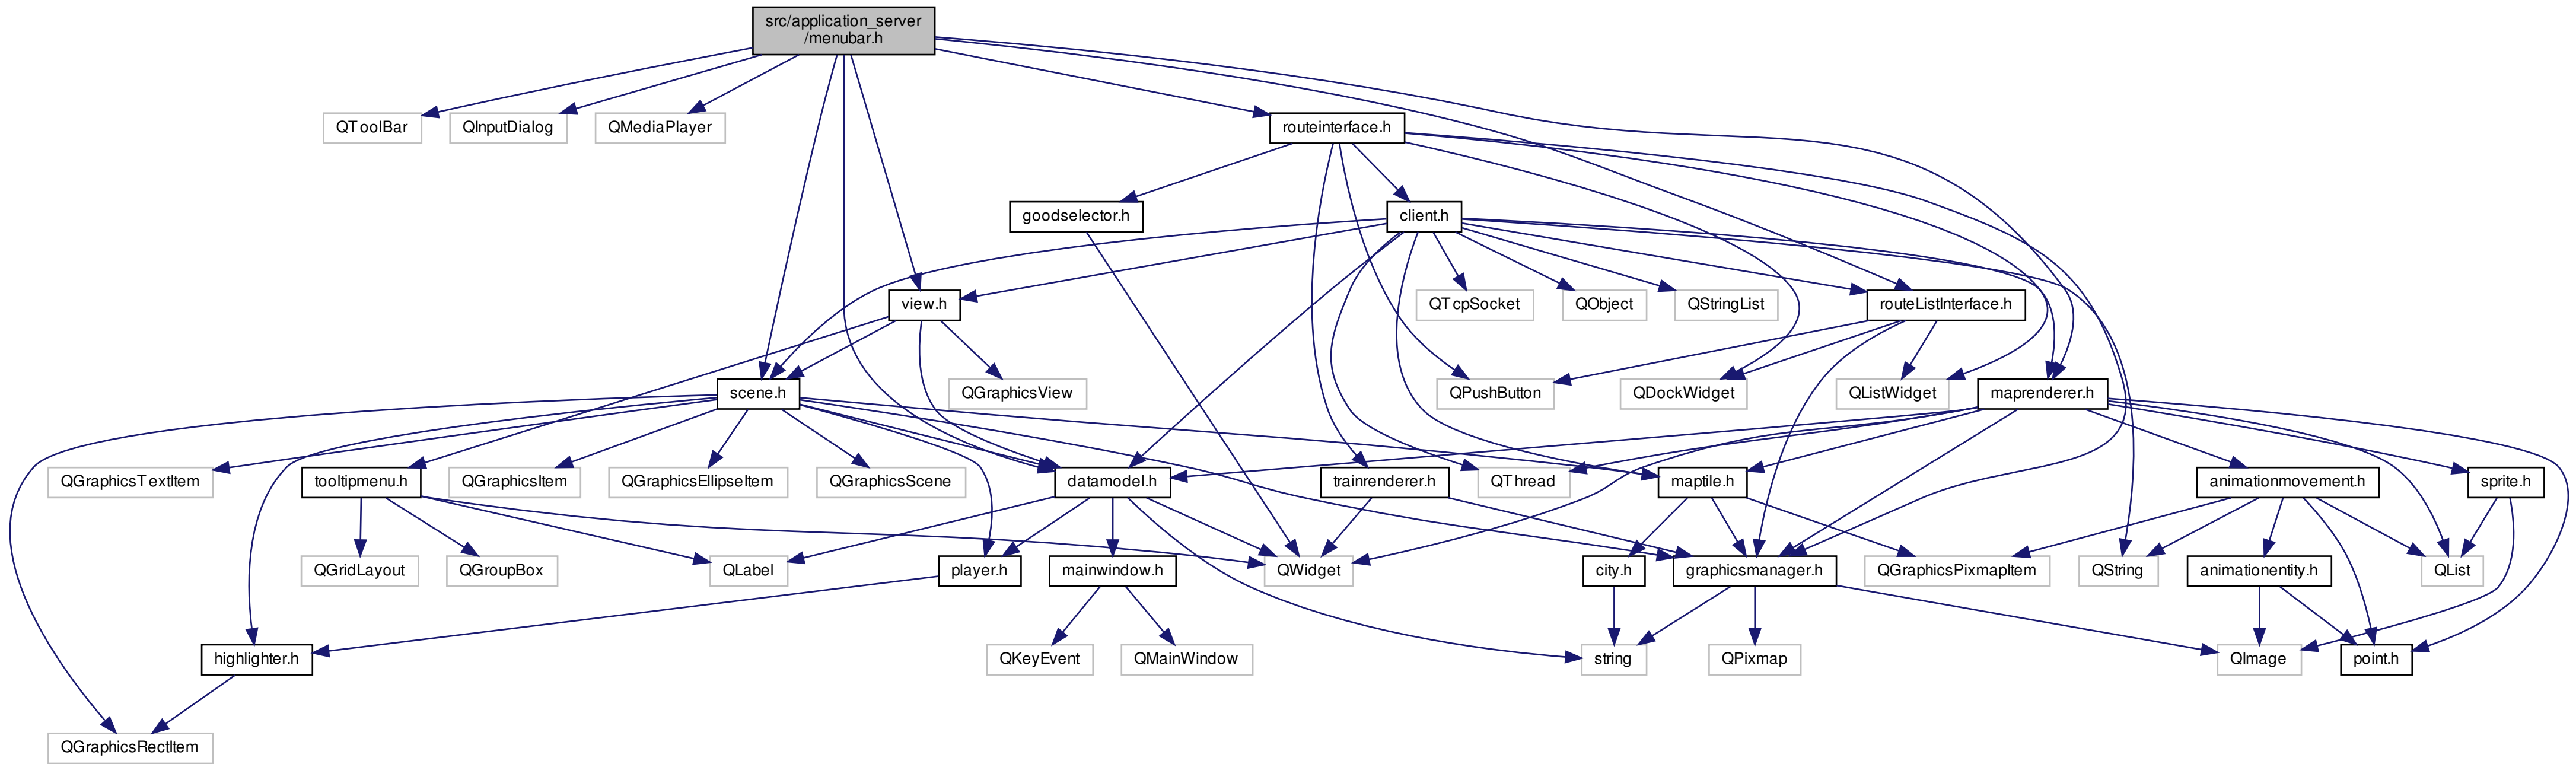 src/application_server
/menubar.h
QToolBar
QInputDialog
QMediaPlayer
routeinterface.h
goodselector.h
client.h
view.h
QTcpSocket
QObject
QStringList
routeListInterface.h
scene.h
QGraphicsView
QPushButton
QDockWidget
QListWidget
maprenderer.h
QGraphicsTextItem
tooltipmenu.h
QGraphicsItem
QGraphicsEllipseItem
QGraphicsScene
datamodel.h
trainrenderer.h
QThread
maptile.h
animationmovement.h
sprite.h
QGridLayout
QGroupBox
QLabel
player.h
mainwindow.h
QWidget
city.h
graphicsmanager.h
QGraphicsPixmapItem
QString
animationentity.h
QList
highlighter.h
QKeyEvent
QMainWindow
string
QPixmap
QImage
point.h
QGraphicsRectItem